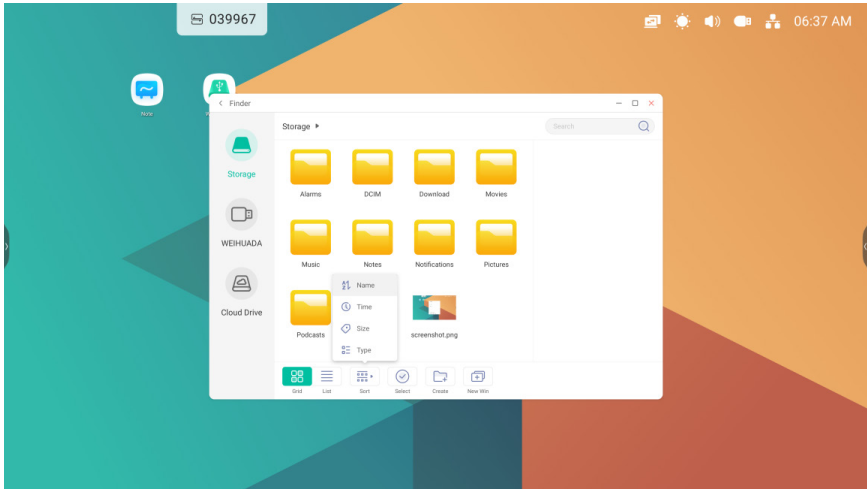 039967
06:37 AM
Note
Finder
Storage
Search
Storage
WEIHUADA
Cloud Drive
Alarms
DCIM
Download
Movies
Music
Notes
Notifications
Pictures
Podcasts
screenshot.png
Name
Time
Size
Type
Grid
List
Sort
Select
Create
New Win